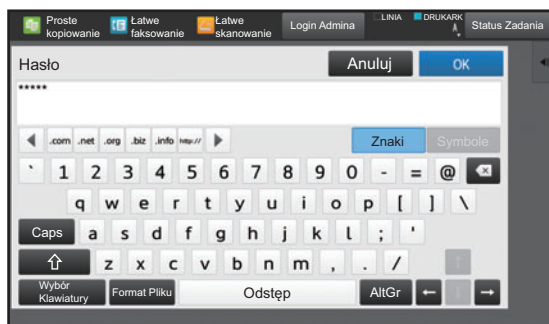 Proste kopiowanie Łatwe faksowanie Łatwe skanowanie Login Admina LINIA DRUKARK Status Zadania
Hasło Anuluj OK
*****
.com .net .org .biz .info http:// Znaki Symbole
` 1 2 3 4 5 6 7 8 9 0 - = @
q w e r t y u i o p [ ] \
Caps a s d f g h j k l ; '
z x c v b n m , . /
Wybór Klawiatury Format Pliku Odstęp AltGr